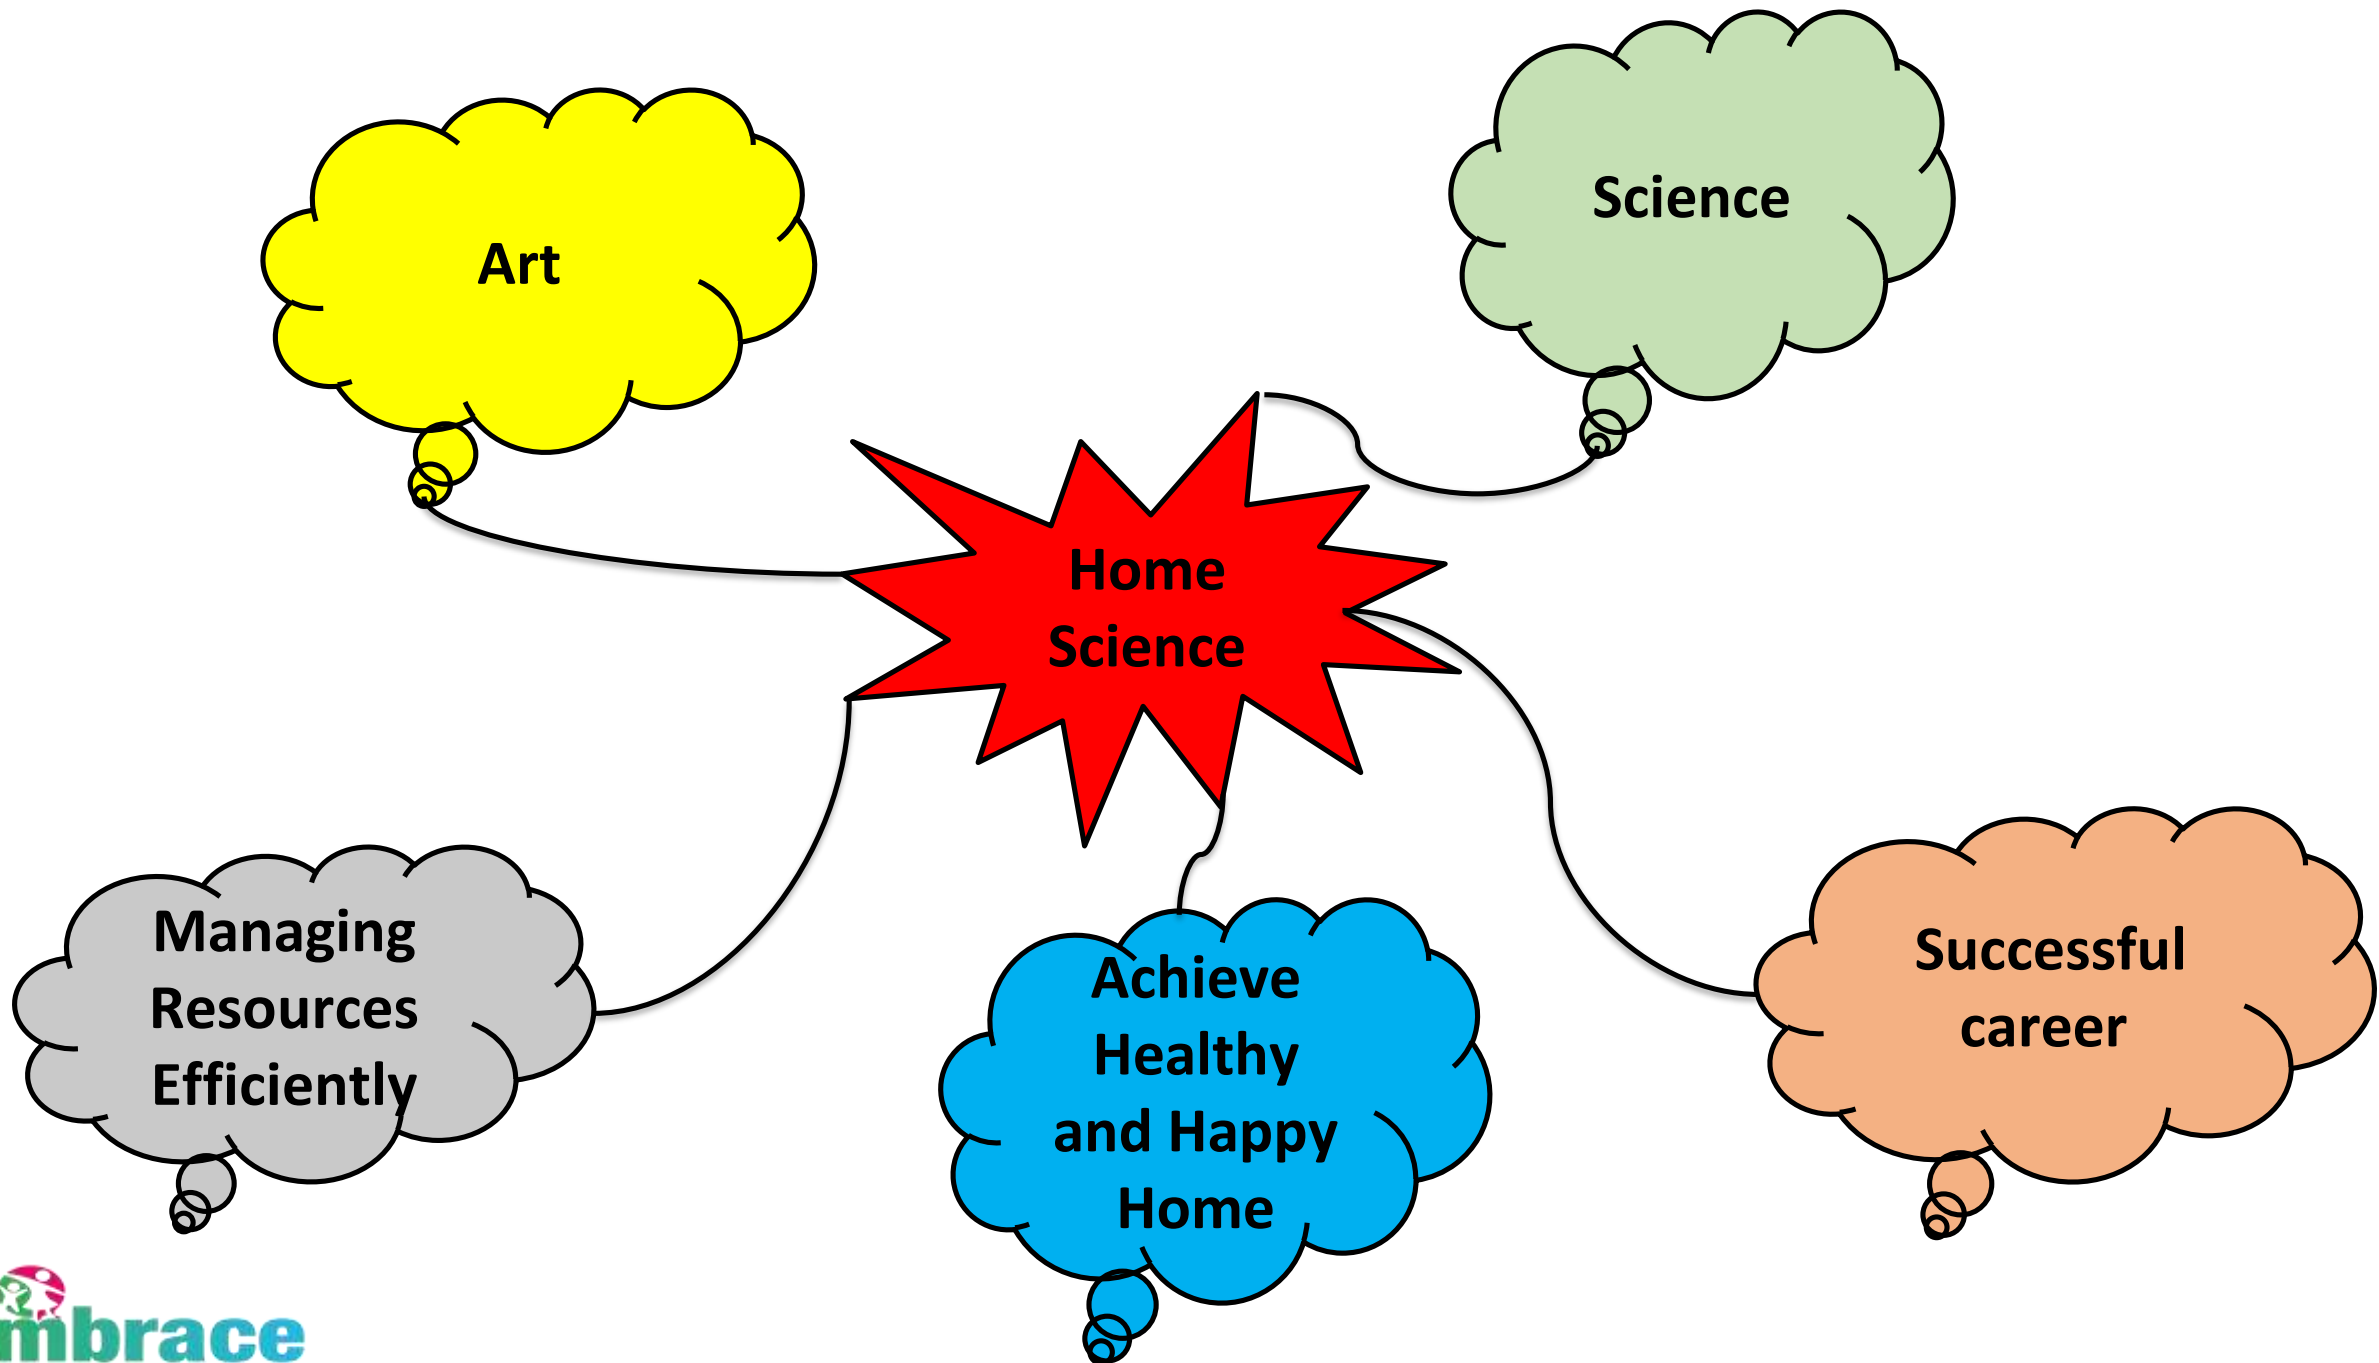 Art
Science
Home
Science
Managing
Resources
Efficiently
Achieve
Healthy
and Happy
Home
Successful
career
mbrace